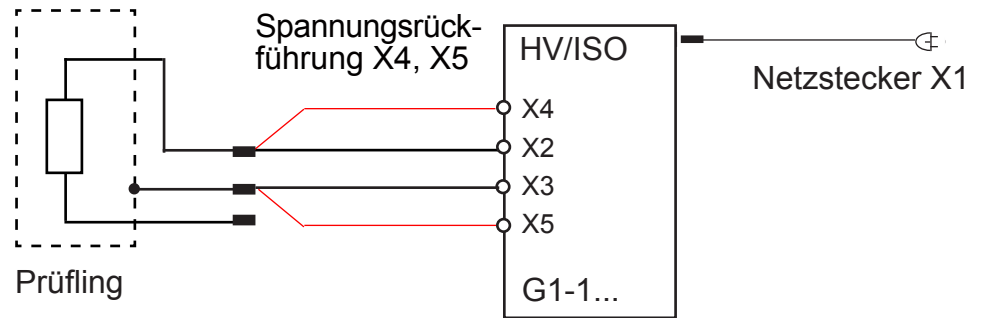 Spannungsrück-
führung X4, X5
HV/ISO
Netzstecker X1
X4
X2
X3
X5
Prüfling
G1-1...